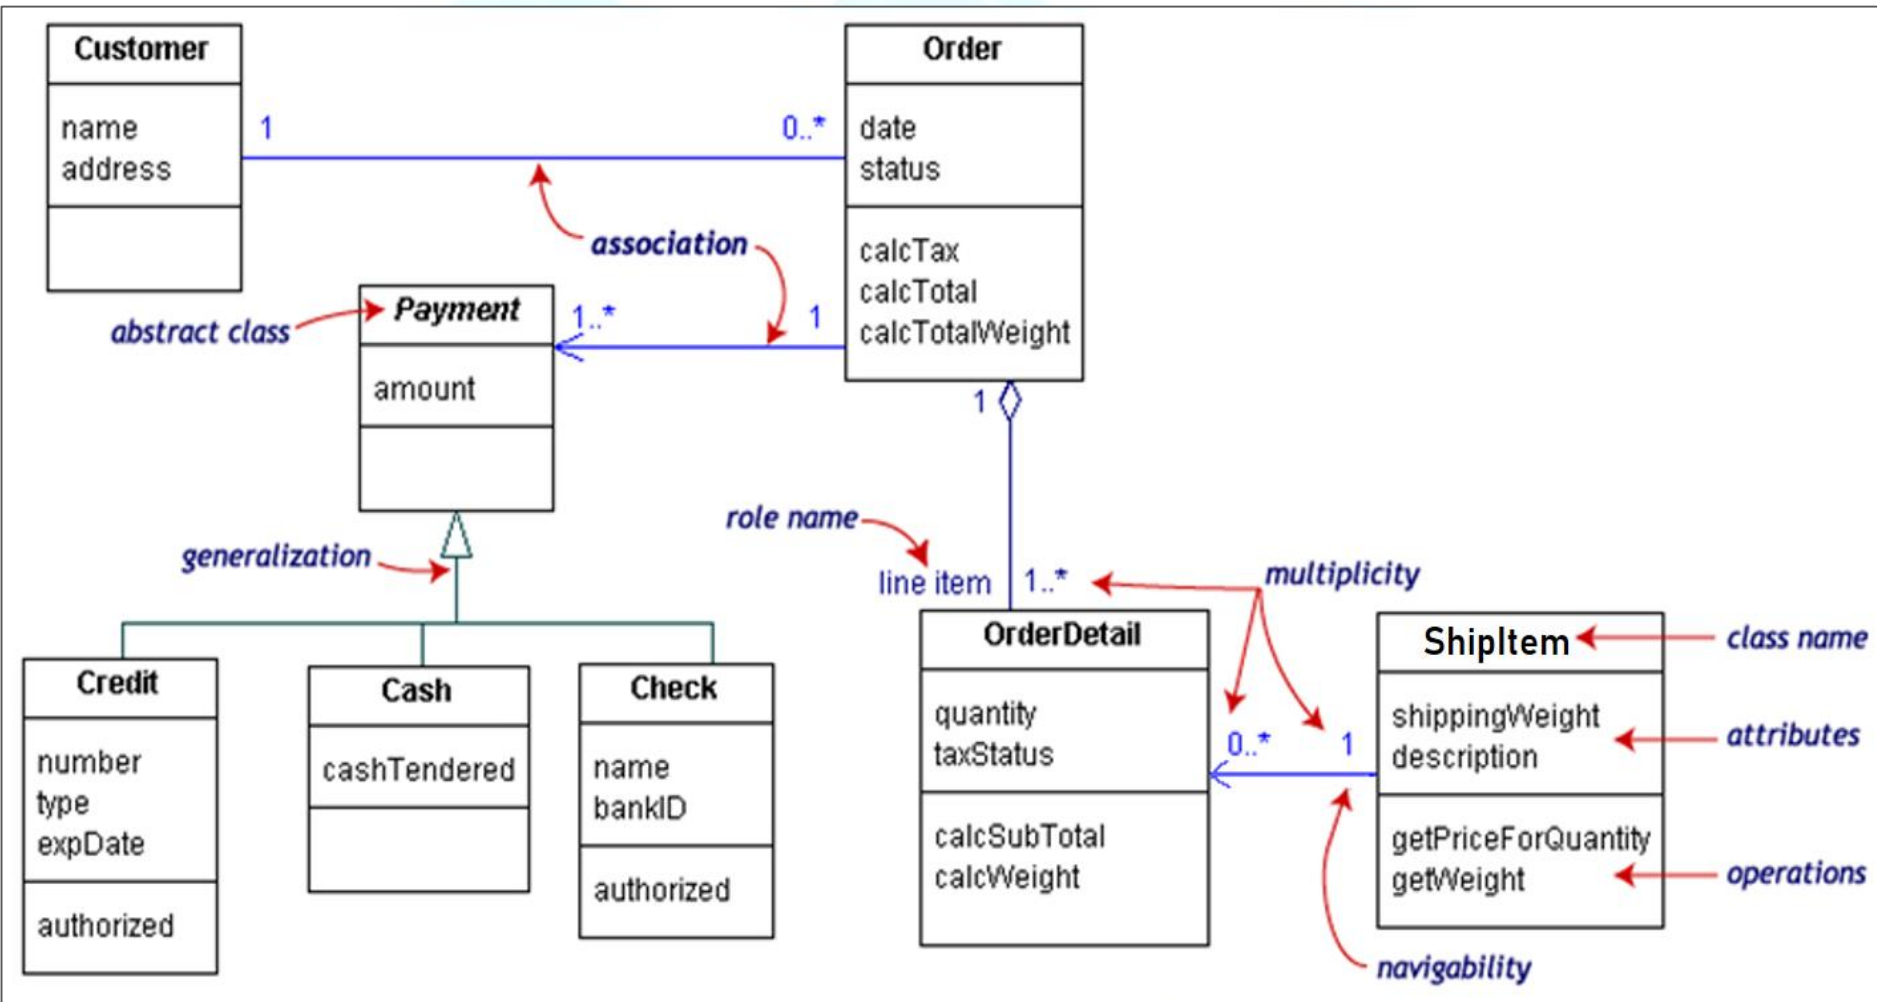 Customer
name
address
1
0..*
Order
date
status
calcTax
calcTotal
calcTotalWeight
association
abstract class
Payment
amount
1..*
1
1
generalization
role name
line item
1..*
multiplicity
Credit
number
type
expDate
authorized
Cash
cashTendered
Check
name
bankID
authorized
OrderDetail
quantity
taxStatus
calcSubTotal
calcWeight
0..*
1
ShipItem
shippingWeight
description
getPriceForQuantity
getWeight
class name
attributes
operations
navigability